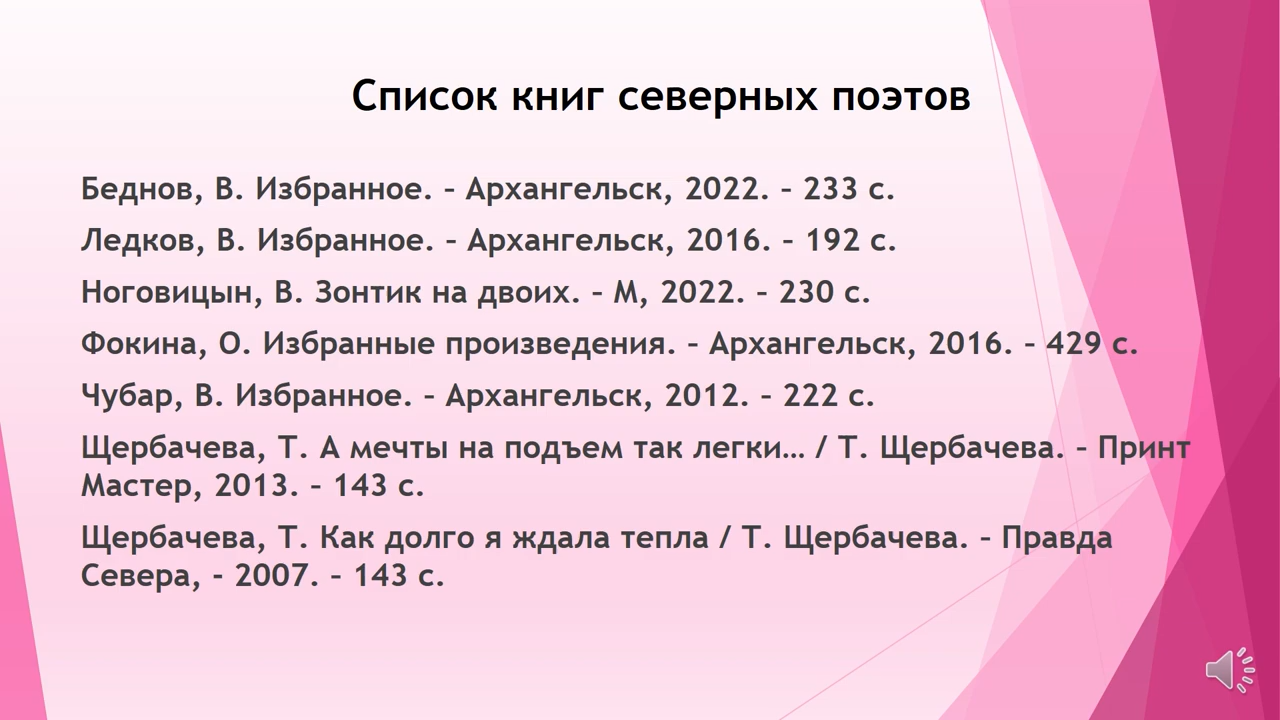 Список книг северных поэтов
Беднов, В. Избранное. – Архангельск, 2022. – 233 с.
Ледков, В. Избранное. – Архангельск, 2016. – 192 с.
Ноговицын, В. Зонтик на двоих. – М, 2022. – 230 с.
Фокина, О. Избранные произведения. – Архангельск, 2016. – 429 с.
Чубар, В. Избранное. – Архангельск, 2012. – 222 с.
Щербачева, Т. А мечты на подъем так легки… / Т. Щербачева. – Принт
Мастер, 2013. – 143 с.
Щербачева, Т. Как долго я ждала тепла / Т. Щербачева. – Правда
Севера, - 2007. – 143 с.